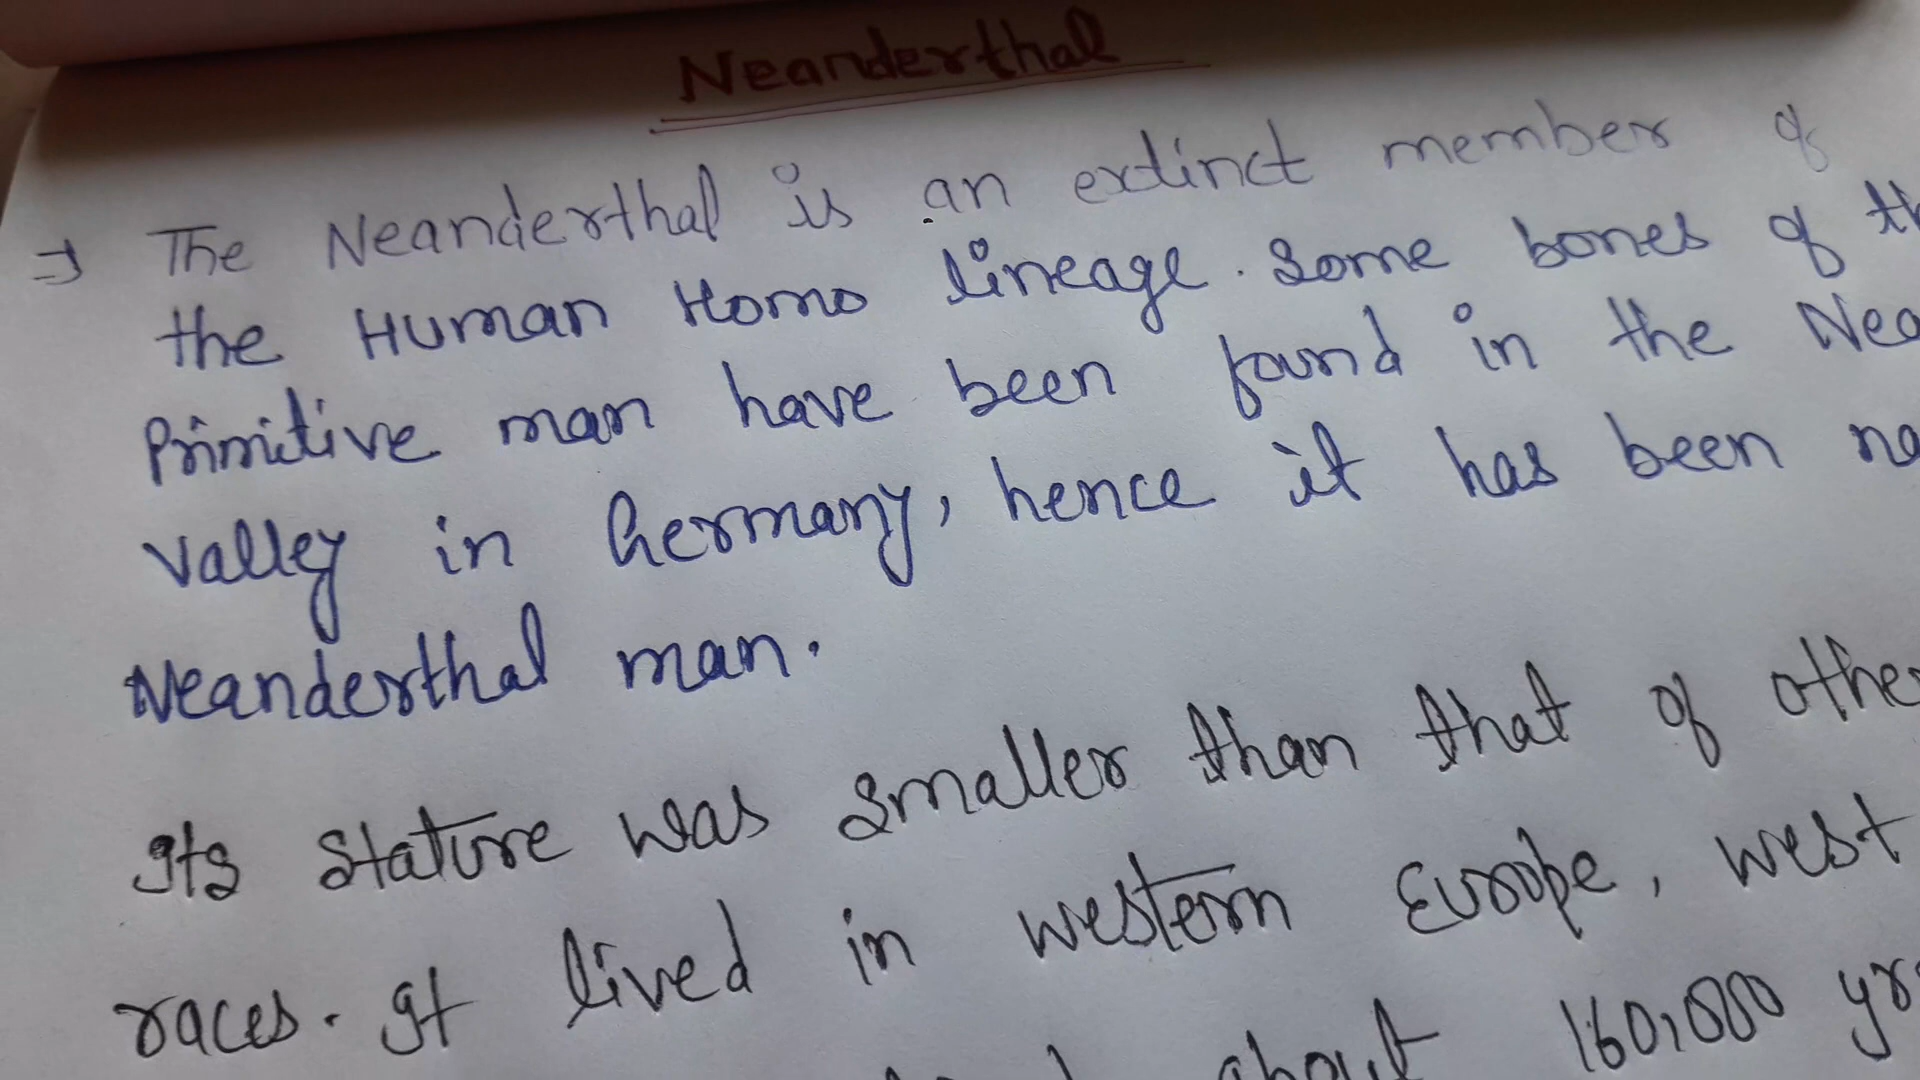 Neanderthal
⇒ The Neanderthal is an extinct member of
the Human Homo lineage. Some bones of
Primitive man have been found in the
valley in Germany, hence it has been
Neanderthal man.
Its stature was smaller than that of
races. It lived in western Europe, west
about 160,000